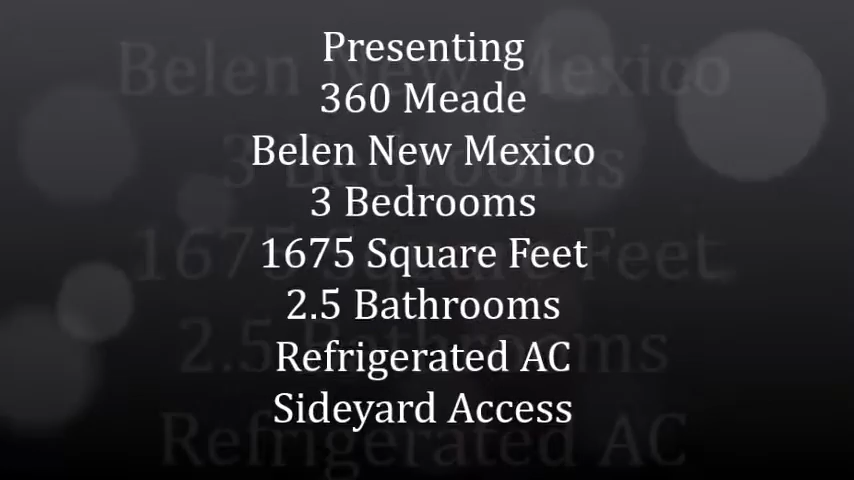 Presenting
360 Meade
Belen New Mexico
3 Bedrooms
1675 Square Feet
2.5 Bathrooms
Refrigerated AC
Sideyard Access